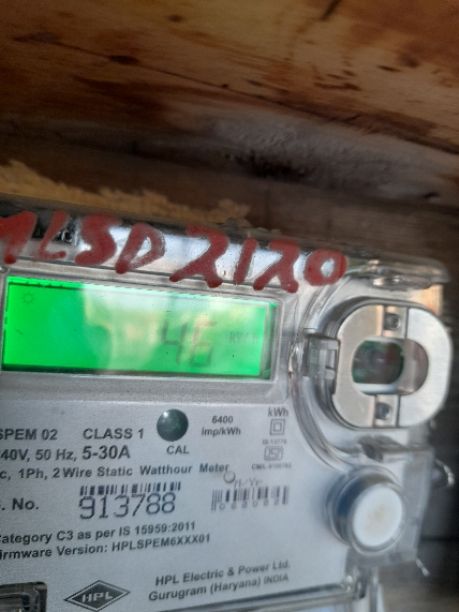 MLSD2120
46
SPEM 02 CLASS 1
CAL
6400
imp/kWh
kWh
40V, 50 Hz, 5-30A
c, 1Ph, 2 Wire Static Watthour Meter
. No. 913788
Category C3 as per IS 15959:2011
irmware Version: HPLSPEM6XXX01
HPL
HPL Electric & Power Ltd.
Gurugram (Haryana) INDIA